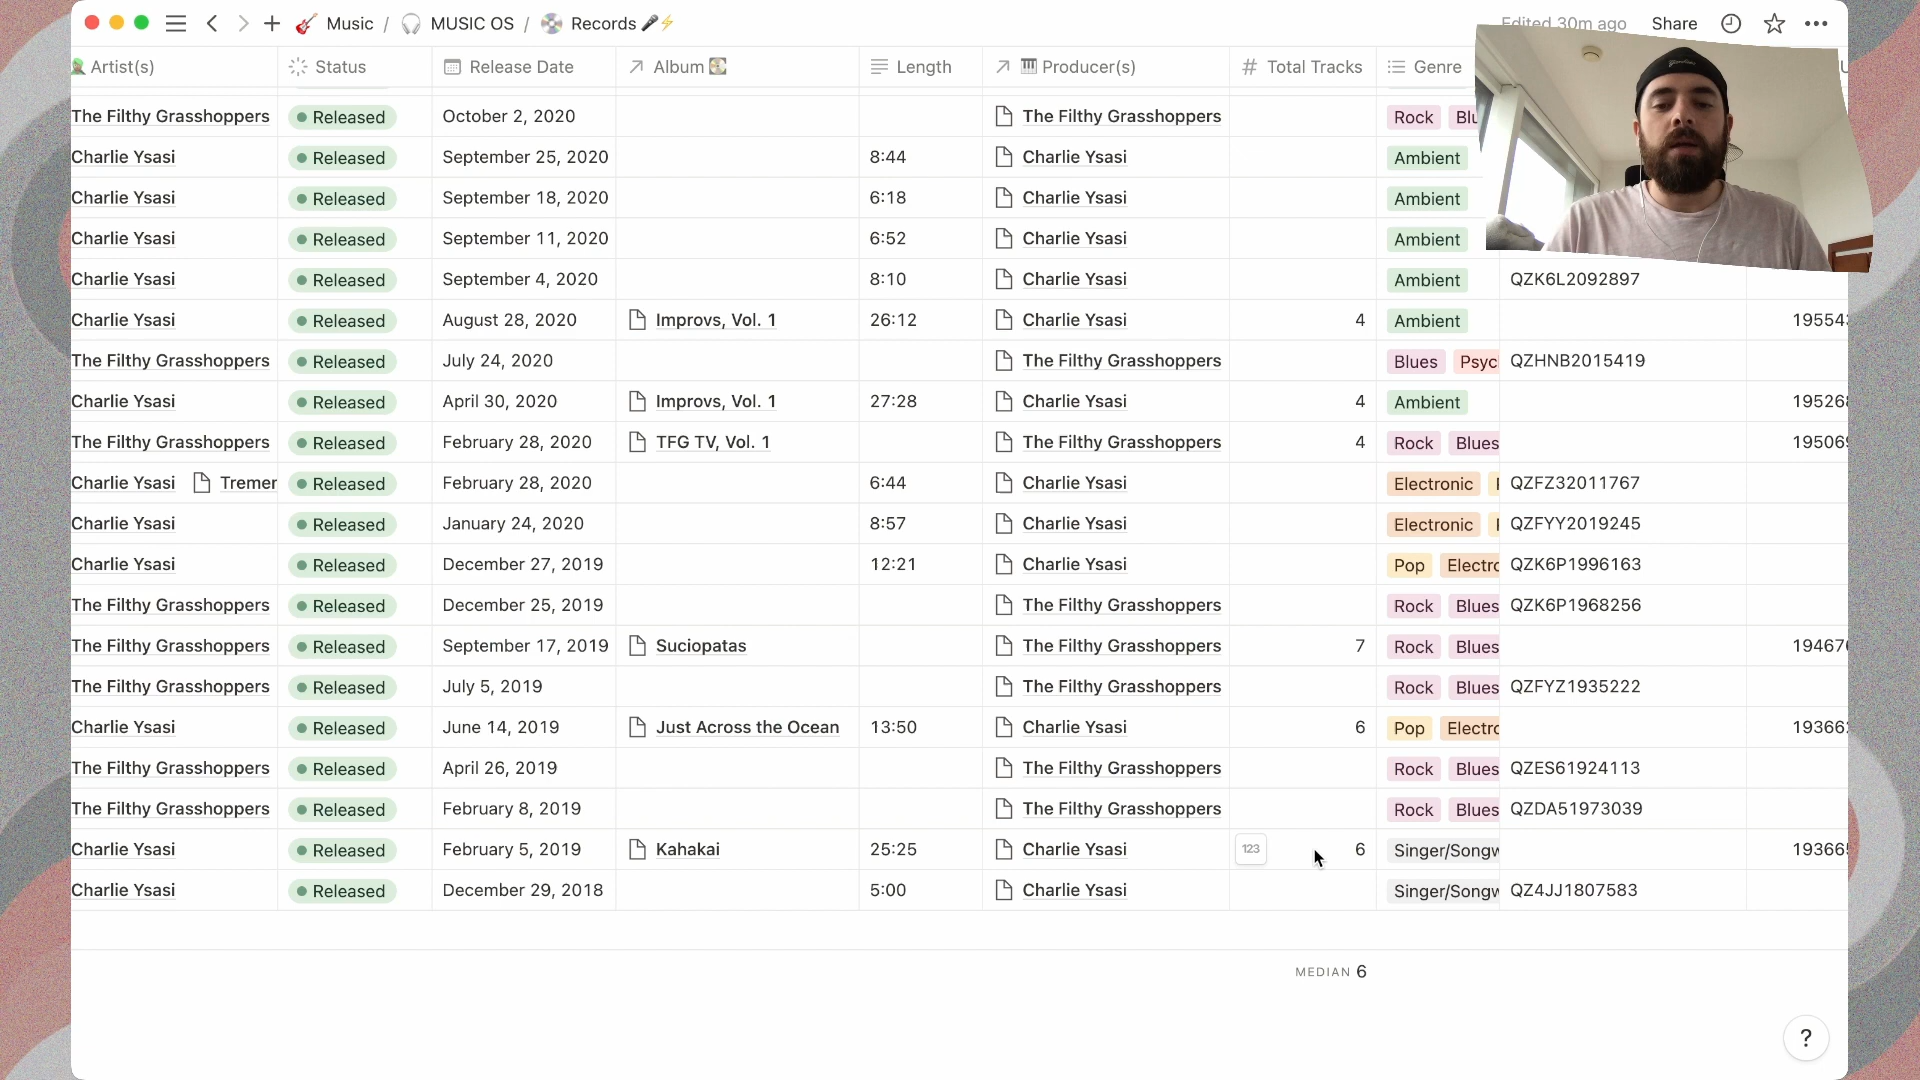 Music / MUSIC OS / Records Edited 30m ago Share
Artist(s) Status Release Date Album Length Producer(s) # Total Tracks Genre
The Filthy Grasshoppers Released October 2, 2020 The Filthy Grasshoppers Rock Blu
Charlie Ysasi Released September 25, 2020 8:44 Charlie Ysasi Ambient
Charlie Ysasi Released September 18, 2020 6:18 Charlie Ysasi Ambient
Charlie Ysasi Released September 11, 2020 6:52 Charlie Ysasi Ambient
Charlie Ysasi Released September 4, 2020 8:10 Charlie Ysasi Ambient QZK6L2092897
Charlie Ysasi Released August 28, 2020 Improvs, Vol. 1 26:12 Charlie Ysasi 4 Ambient 19554
The Filthy Grasshoppers Released July 24, 2020 The Filthy Grasshoppers Blues Psyc QZHNB2015419
Charlie Ysasi Released April 30, 2020 Improvs, Vol. 1 27:28 Charlie Ysasi 4 Ambient 19526
The Filthy Grasshoppers Released February 28, 2020 TFG TV, Vol. 1 The Filthy Grasshoppers 4 Rock Blues 19506
Charlie Ysasi Tremer Released February 28, 2020 6:44 Charlie Ysasi Electronic QZFZ32011767
Charlie Ysasi Released January 24, 2020 8:57 Charlie Ysasi Electronic QZFYY2019245
Charlie Ysasi Released December 27, 2019 12:21 Charlie Ysasi Pop Electro QZK6P1996163
The Filthy Grasshoppers Released December 25, 2019 The Filthy Grasshoppers Rock Blues QZK6P1968256
The Filthy Grasshoppers Released September 17, 2019 Suciopatas The Filthy Grasshoppers 7 Rock Blues 19467
The Filthy Grasshoppers Released July 5, 2019 The Filthy Grasshoppers Rock Blues QZFYZ1935222
Charlie Ysasi Released June 14, 2019 Just Across the Ocean 13:50 Charlie Ysasi 6 Pop Electro 19366
The Filthy Grasshoppers Released April 26, 2019 The Filthy Grasshoppers Rock Blues QZES61924113
The Filthy Grasshoppers Released February 8, 2019 The Filthy Grasshoppers Rock Blues QZDA51973039
Charlie Ysasi Released February 5, 2019 Kahakai 25:25 Charlie Ysasi 123 6 Singer/Songw 19366
Charlie Ysasi Released December 29, 2018 5:00 Charlie Ysasi Singer/Songw QZ4JJ1807583
MEDIAN 6
?